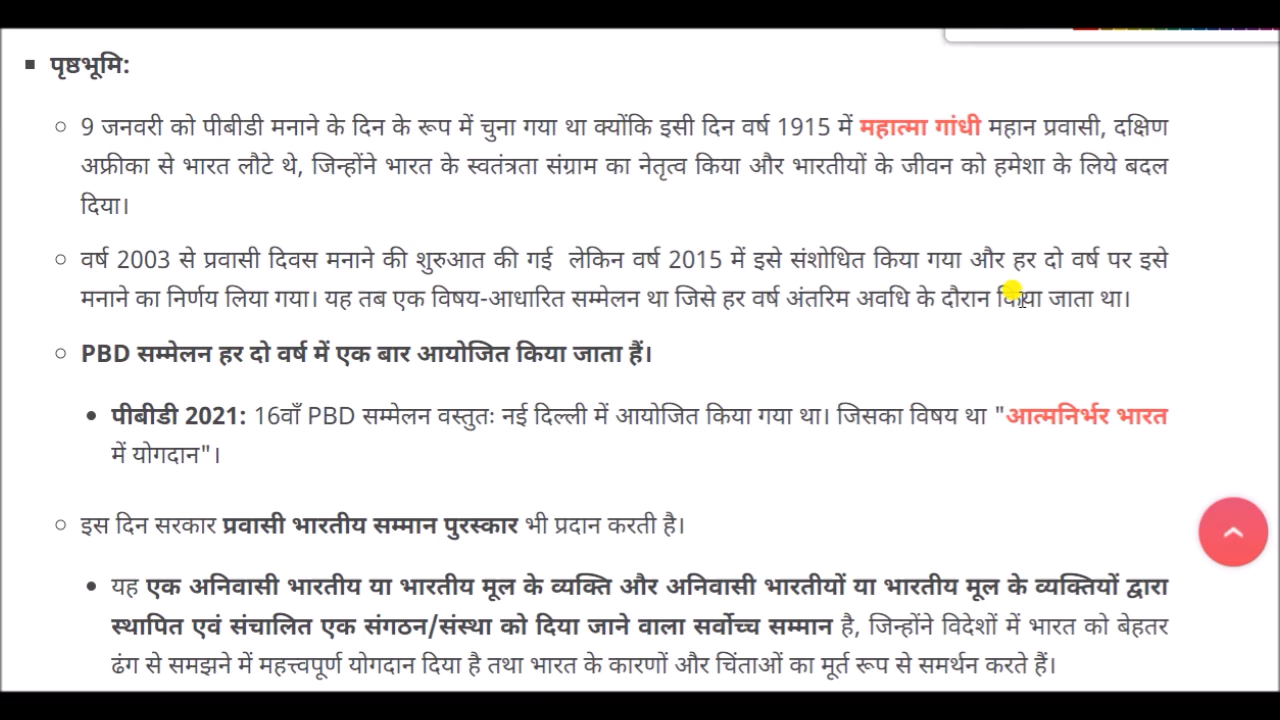 पृष्ठभूमि:
9 जनवरी को पीबीडी मनाने के दिन के रूप में चुना गया था क्योंकि इसी दिन वर्ष 1915 में महात्मा गांधी महान प्रवासी, दक्षिण
अफ्रीका से भारत लौटे थे, जिन्होंने भारत के स्वतंत्रता संग्राम का नेतृत्व किया और भारतीयों के जीवन को हमेशा के लिये बदल
दिया।
वर्ष 2003 से प्रवासी दिवस मनाने की शुरुआत की गई लेकिन वर्ष 2015 में इसे संशोधित किया गया और हर दो वर्ष पर इसे
मनाने का निर्णय लिया गया। यह तब एक विषय-आधारित सम्मेलन था जिसे हर वर्ष अंतरिम अवधि के दौरान किया जाता था।
PBD सम्मेलन हर दो वर्ष में एक बार आयोजित किया जाता हैं।
पीबीडी 2021: 16वाँ PBD सम्मेलन वस्तुतः नई दिल्ली में आयोजित किया गया था। जिसका विषय था "आत्मनिर्भर भारत
में योगदान"।
इस दिन सरकार प्रवासी भारतीय सम्मान पुरस्कार भी प्रदान करती है।
यह एक अनिवासी भारतीय या भारतीय मूल के व्यक्ति और अनिवासी भारतीयों या भारतीय मूल के व्यक्तियों द्वारा
स्थापित एवं संचालित एक संगठन/संस्था को दिया जाने वाला सर्वोच्च सम्मान है, जिन्होंने विदेशों में भारत को बेहतर
ढंग से समझने में महत्त्वपूर्ण योगदान दिया है तथा भारत के कारणों और चिंताओं का मूर्त रूप से समर्थन करते हैं।